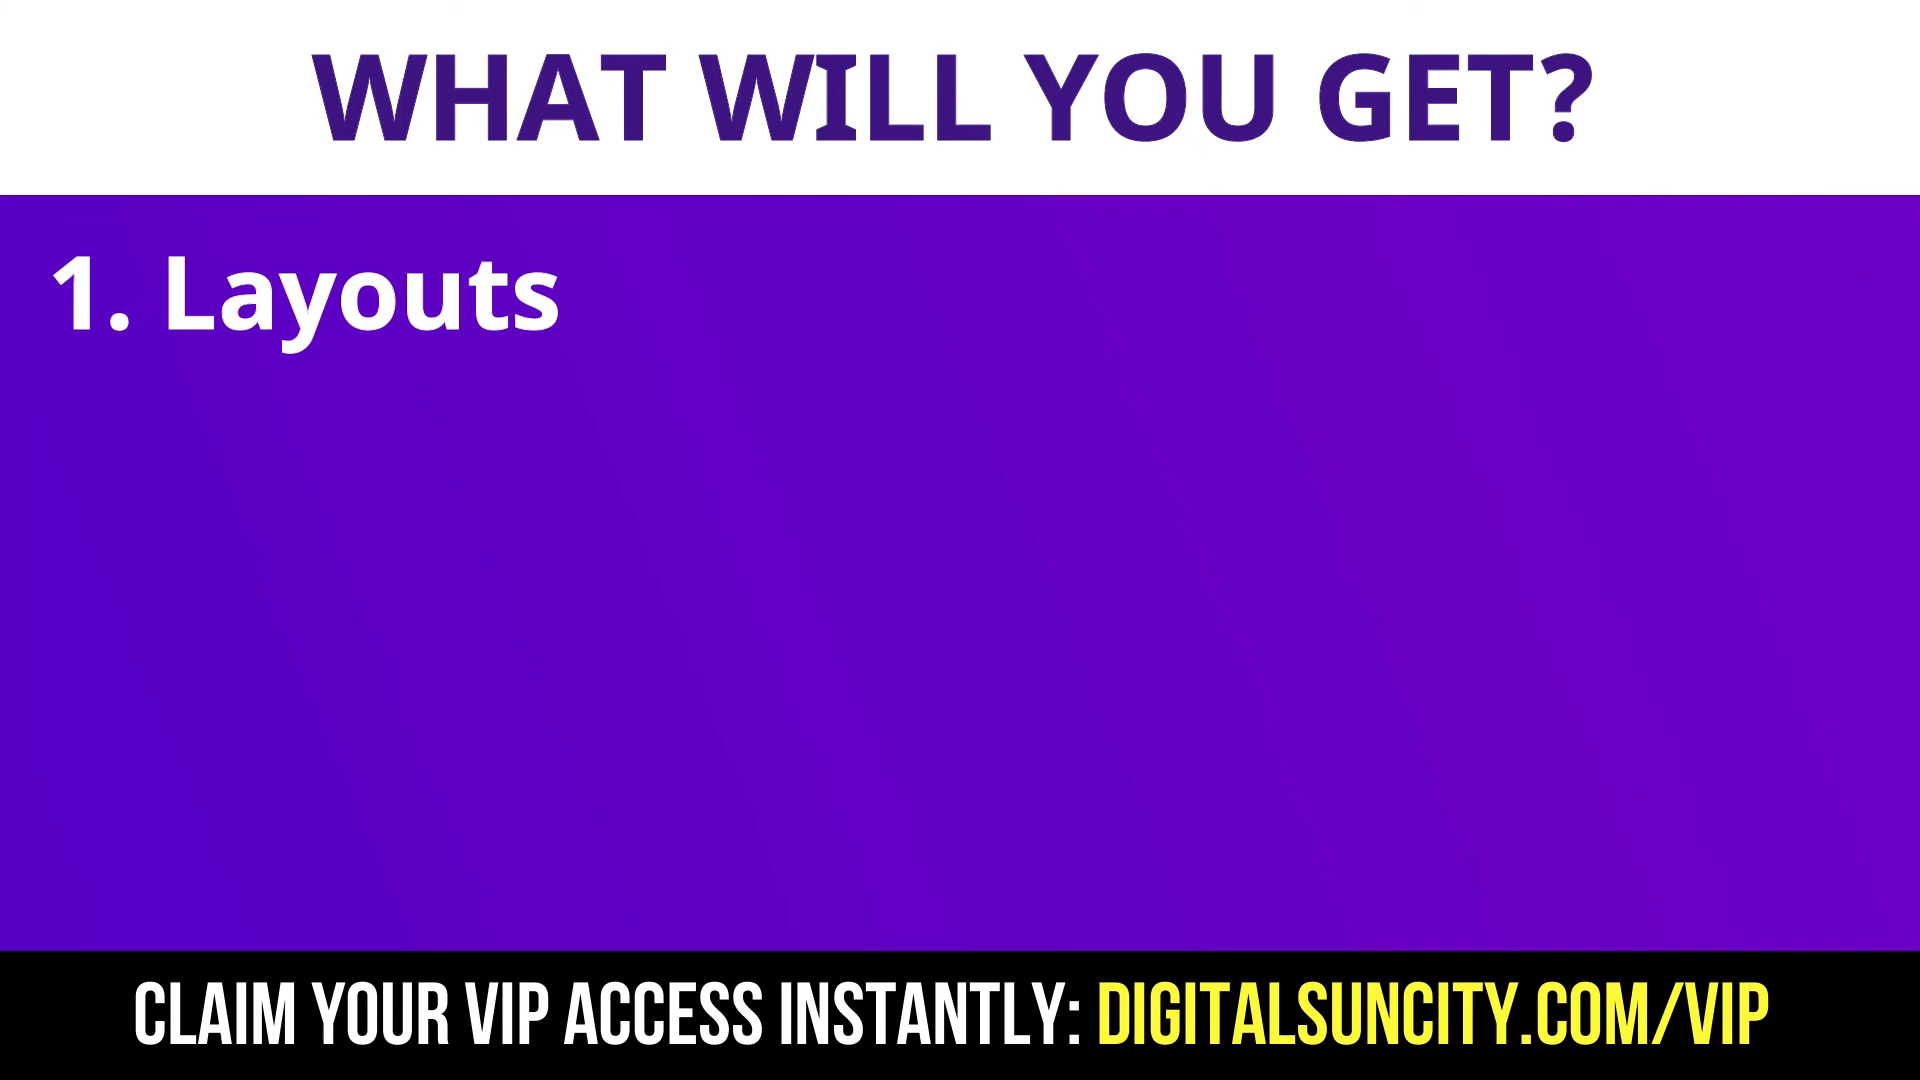 WHAT WILL YOU GET?
1. Layouts
CLAIM YOUR VIP ACCESS INSTANTLY: DIGITALSUNCITY.COM/VIP